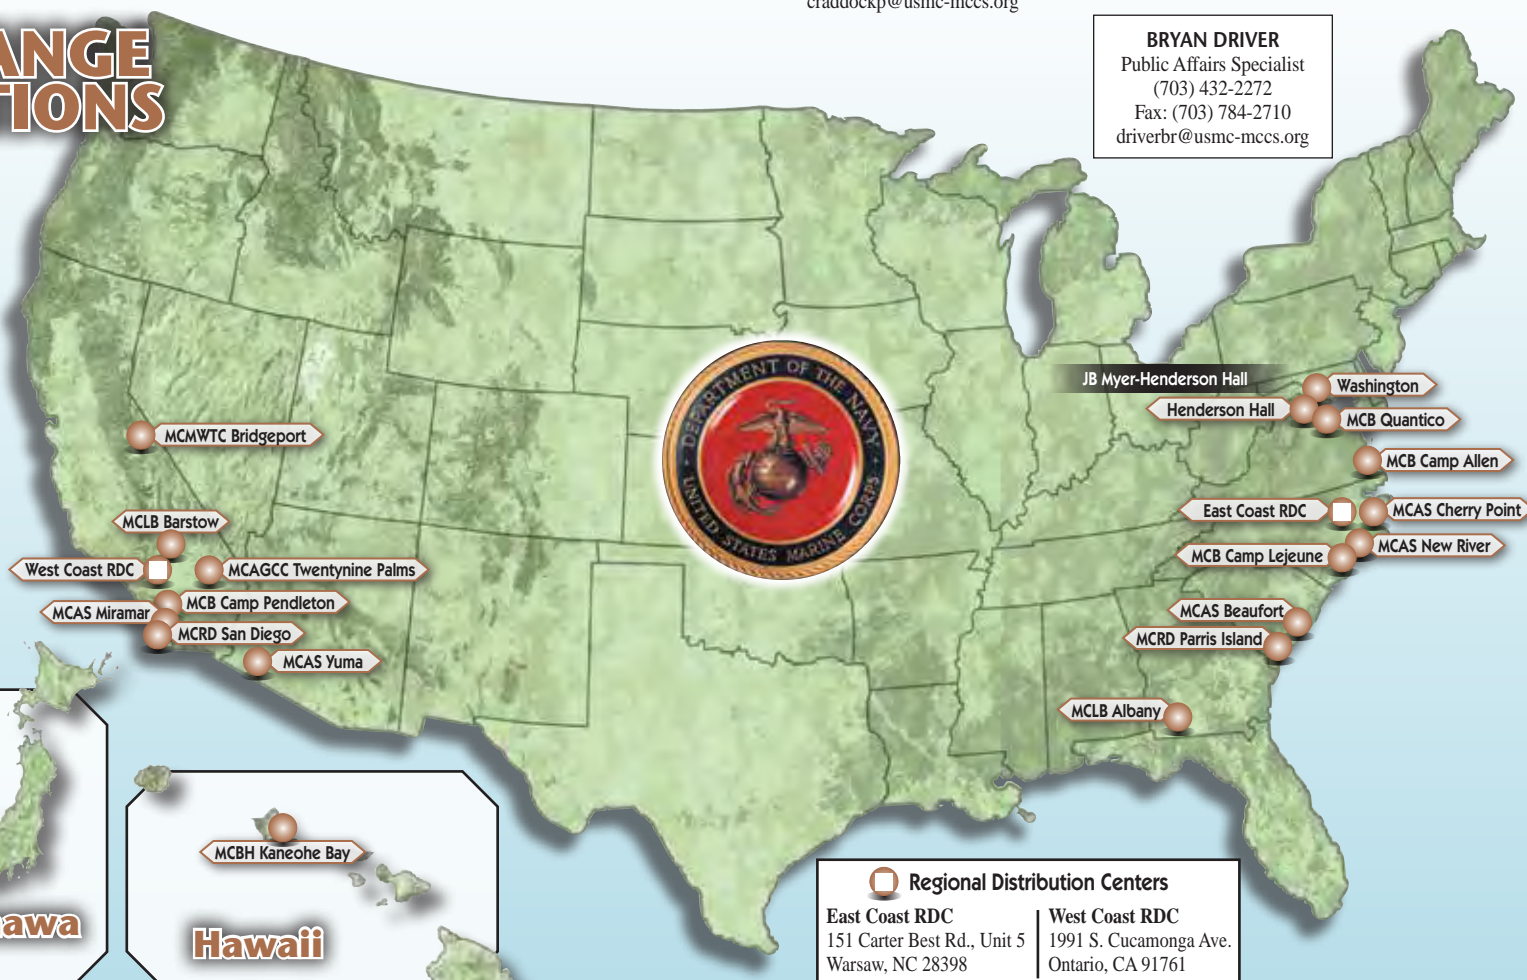 craddockp@usmc-mccs.org
BRYAN DRIVER
Public Affairs Specialist
(703) 432-2272
Fax: (703) 784-2710
driverbr@usmc-mccs.org
ANGE
TIONS
DEPARTMENT OF THE NAVY
UNITED STATES MARINE CORPS
JB Myer-Henderson Hall
Washington
Henderson Hall
MCB Quantico
MCMWTC Bridgeport
MCB Camp Allen
East Coast RDC
MCAS Cherry Point
MCLB Barstow
MCAS New River
MCB Camp Lejeune
West Coast RDC
MCAGCC Twentynine Palms
MCB Camp Pendleton
MCAS Miramar
MCAS Beaufort
MCRD San Diego
MCRD Parris Island
MCAS Yuma
MCLB Albany
MCBH Kaneohe Bay
awa
Hawaii
Regional Distribution Centers
East Coast RDC
151 Carter Best Rd., Unit 5
Warsaw, NC 28398
West Coast RDC
1991 S. Cucamonga Ave.
Ontario, CA 91761